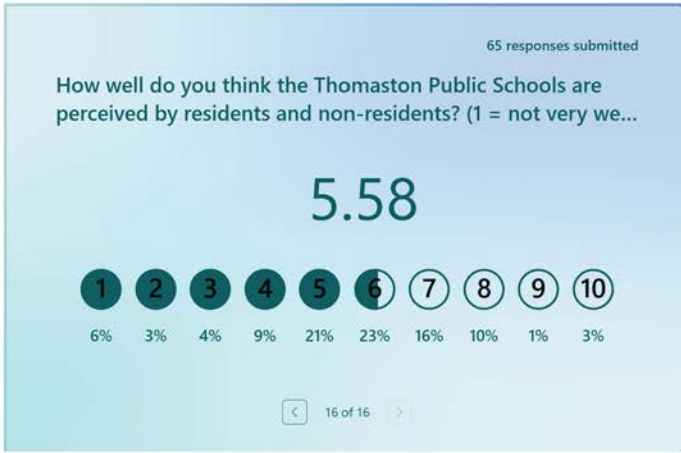 65 responses submitted
How well do you think the Thomaston Public Schools are
perceived by residents and non-residents? (1 = not very we...
5.58
1 2 3 4 5 6 7 8 9 10
6% 3% 4% 9% 21% 23% 16% 10% 1% 3%
16 of 16